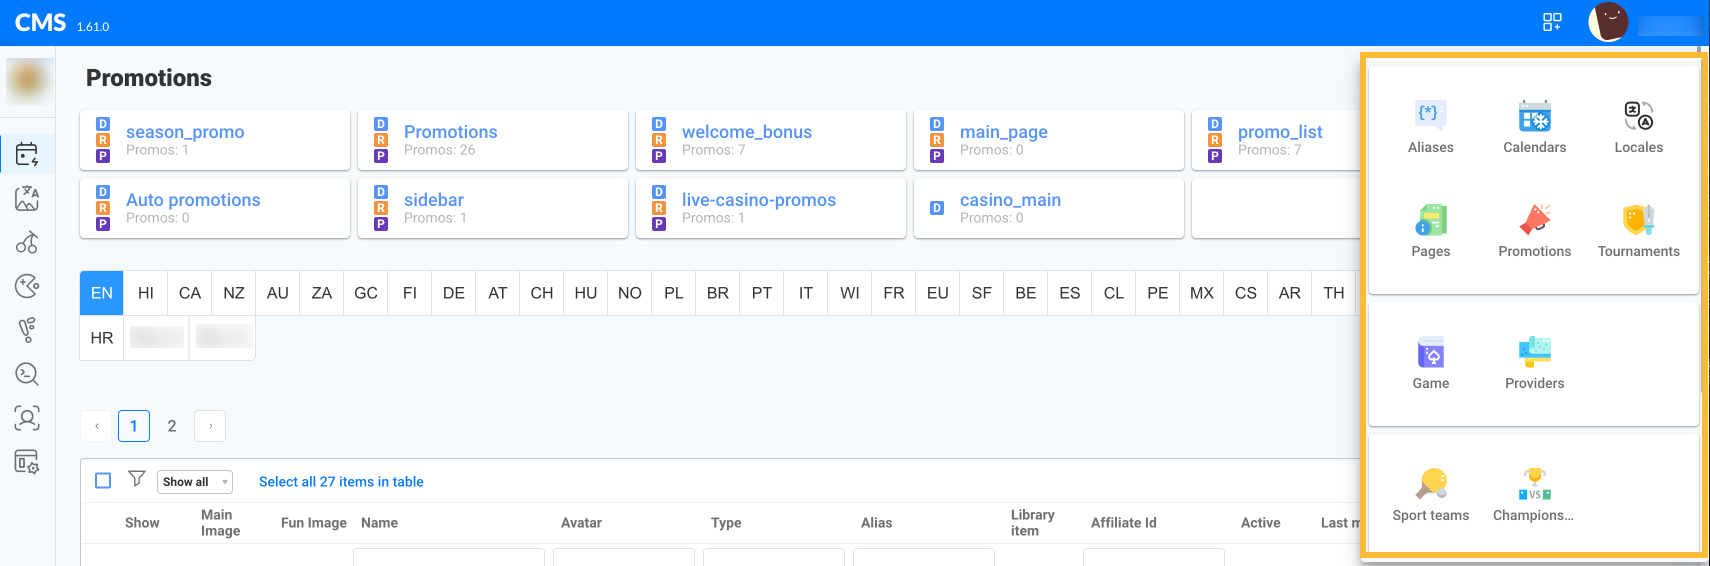 CMS 1.61.0
Promotions
D R P season_promo
Promos: 1
D R P Promotions
Promos: 26
D R P welcome_bonus
Promos: 7
D R P main_page
Promos: 0
D R P promo_list
Promos: 7
D R P Auto promotions
Promos: 0
D R P sidebar
Promos: 1
D R P live-casino-promos
Promos: 1
D casino_main
Promos: 0
EN HI CA NZ AU ZA GC FI DE AT CH HU NO PL BR PT IT WI FR EU SF BE ES CL PE MX CS AR TH
HR
‹ 1 2 ›
Show all Select all 27 items in table
Show Main Image Fun Image Name Avatar Type Alias Library item Affiliate Id Active Last m
{*}
Aliases Calendars Locales
Pages Promotions Tournaments
Game Providers
VS
Sport teams Champions...